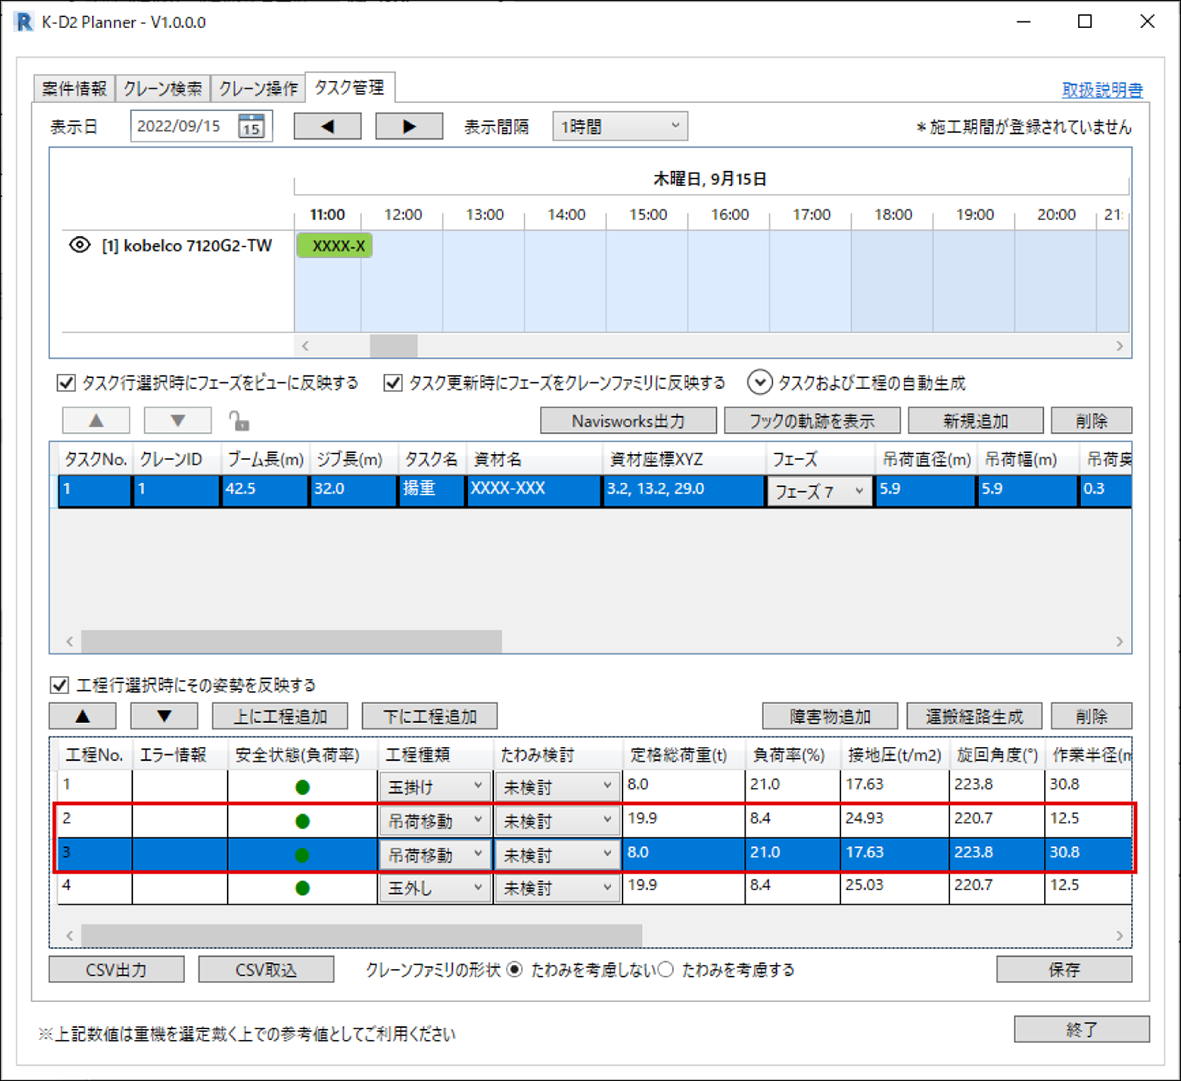 K-D2 Planner - V1.0.0.0
案件情報 クレーン検索 クレーン操作 タスク管理 取扱説明書
表示日 2022/09/15 15 ◀ ▶ 表示間隔 1時間 *施工期間が登録されていません
木曜日, 9月15日
11:00 12:00 13:00 14:00 15:00 16:00 17:00 18:00 19:00 20:00 21:
[1] kobelco 7120G2-TW XXXX-X
タスク行選択時にフェーズをビューに反映する タスク更新時にフェーズをクレーンファミリに反映する タスクおよび工程の自動生成
▲ ▼ Navisworks出力 フックの軌跡を表示 新規追加 削除
タスクNo. クレーンID ブーム長(m) ジブ長(m) タスク名 資材名 資材座標XYZ フェーズ 吊荷直径(m) 吊荷幅(m) 吊荷奥
1 1 42.5 32.0 揚重 XXXX-XXX 3.2, 13.2, 29.0 フェーズ 7 5.9 5.9 0.3
工程行選択時にその姿勢を反映する
▲ ▼ 上に工程追加 下に工程追加 障害物追加 運搬経路生成 削除
工程No. エラー情報 安全状態(負荷率) 工程種類 たわみ検討 定格総荷重(t) 負荷率(%) 接地圧(t/m2) 旋回角度(°) 作業半径(m
1 玉掛け 未検討 8.0 21.0 17.63 223.8 30.8
2 吊荷移動 未検討 19.9 8.4 24.93 220.7 12.5
3 吊荷移動 未検討 8.0 21.0 17.63 223.8 30.8
4 玉外し 未検討 19.9 8.4 25.03 220.7 12.5
CSV出力 CSV取込 クレーンファミリの形状 たわみを考慮しない たわみを考慮する 保存
※上記数値は重機を選定戴く上での参考値としてご利用ください 終了